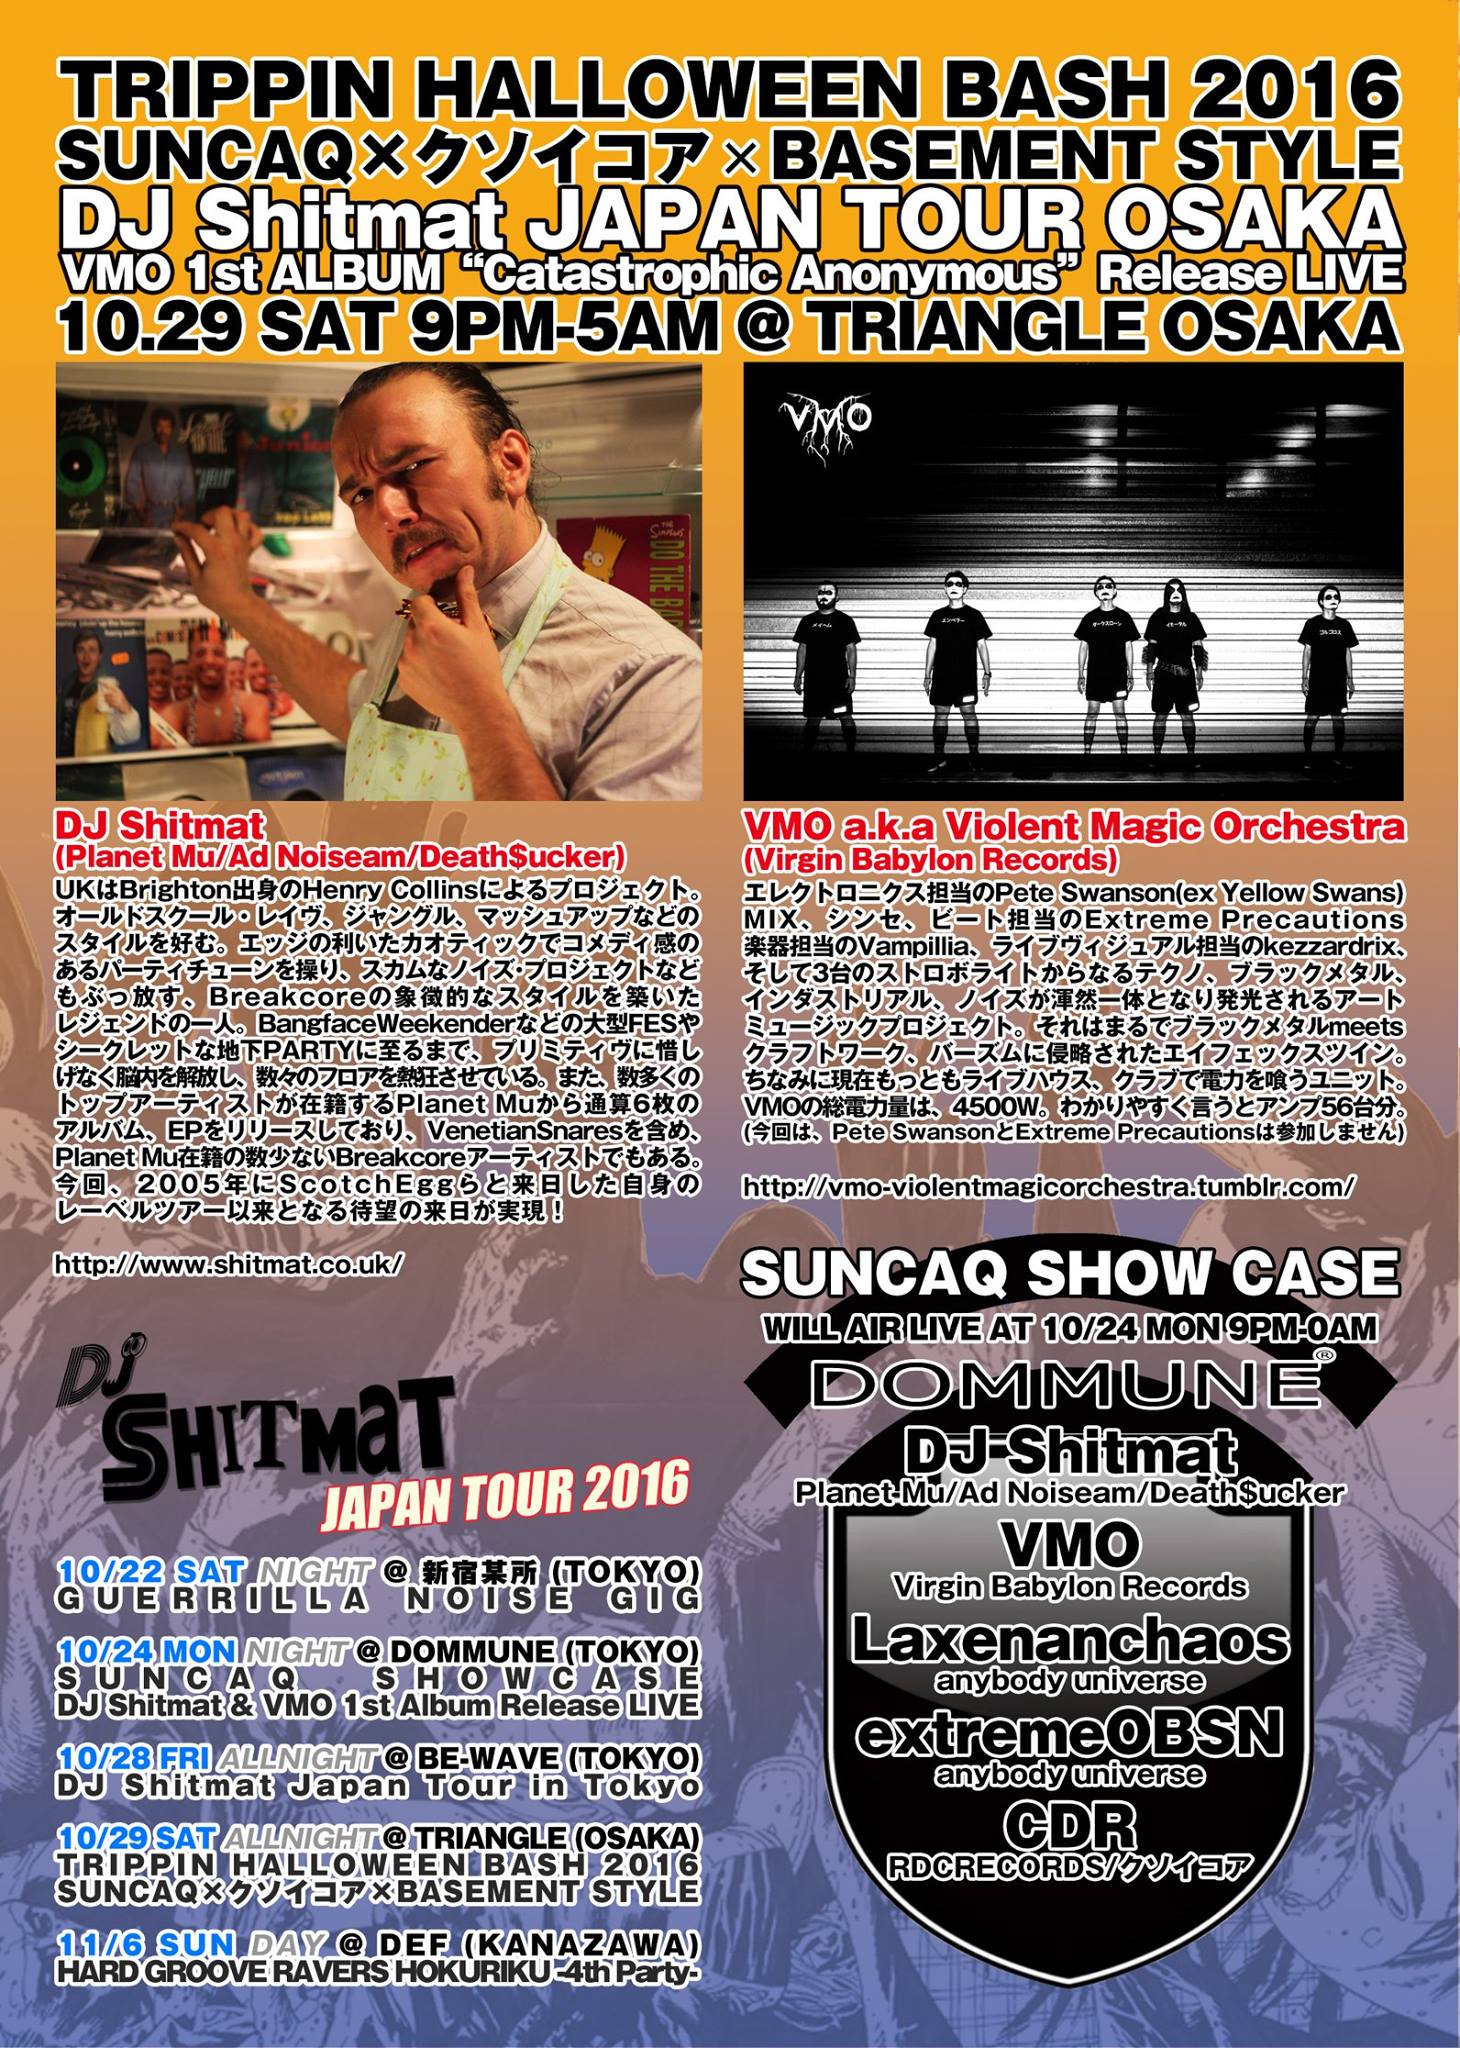 TRIPPIN HALLOWEEN BASH 2016
SUNCAQ×クソイコア×BASEMENT STYLE
DJ Shitmat JAPAN TOUR OSAKA
VMO 1st ALBUM “Catastrophic Anonymous” Release LIVE
10.29 SAT 9PM-5AM @ TRIANGLE OSAKA
"HELLO"
Junior
THE
Simpsons
DO THE BAR
VMO
メイヘム
エンペラー
ダークスローン
イモータル
ゴルゴロス
DJ Shitmat
(Planet Mu/Ad Noiseam/Death$ucker)
UKはBrighton出身のHenry Collinsによるプロジェクト。
オールドスクール・レイヴ、ジャングル、マッシュアップなどの
スタイルを好む。エッジの利いたカオティックでコメディ感の
あるパーティチューンを操り、スカムなノイズ・プロジェクトなど
もぶっ放す、Breakcoreの象徴的なスタイルを築いた
レジェンドの一人。BangfaceWeekenderなどの大型FESや
シークレットな地下PARTYに至るまで、プリミティヴに惜し
げなく脳内を解放し、数々のフロアを熱狂させている。また、数多くの
トップアーティストが在籍するPlanet Muから通算6枚の
アルバム、EPをリリースしており、VenetianSnaresを含め、
Planet Mu在籍の数少ないBreakcoreアーティストでもある。
今回、2005年にScotchEggらと来日した自身の
レーベルツアー以来となる待望の来日が実現！
http://www.shitmat.co.uk/
VMO a.k.a Violent Magic Orchestra
(Virgin Babylon Records)
エレクトロニクス担当のPete Swanson(ex Yellow Swans)
MIX、シンセ、ビート担当のExtreme Precautions
楽器担当のVampillia、ライブヴィジュアル担当のkezzardrix、
そして3台のストロボライトからなるテクノ、ブラックメタル、
インダストリアル、ノイズが渾然一体となり発光されるアート
ミュージックプロジェクト。それはまるでブラックメタルmeets
クラフトワーク、バーズムに侵略されたエイフェックスツイン。
ちなみに現在もっともライブハウス、クラブで電力を喰うユニット。
VMOの総電力量は、4500W。わかりやすく言うとアンプ56台分。
(今回は、Pete SwansonとExtreme Precautionsは参加しません)
http://vmo-violentmagicorchestra.tumblr.com/
DJ
SHITMAT
JAPAN TOUR 2016
10/22 SAT NIGHT @ 新宿某所 (TOKYO)
GUERRILLA NOISE GIG
10/24 MON NIGHT @ DOMMUNE (TOKYO)
SUNCAQ SHOWCASE
DJ Shitmat & VMO 1st Album Release LIVE
10/28 FRI ALLNIGHT @ BE-WAVE (TOKYO)
DJ Shitmat Japan Tour in Tokyo
10/29 SAT ALLNIGHT @ TRIANGLE (OSAKA)
TRIPPIN HALLOWEEN BASH 2016
SUNCAQ×クソイコア×BASEMENT STYLE
11/6 SUN DAY @ DEF (KANAZAWA)
HARD GROOVE RAVERS HOKURIKU -4th Party-
SUNCAQ SHOW CASE
WILL AIR LIVE AT 10/24 MON 9PM-0AM
DOMMUNE®
DJ Shitmat
Planet Mu/Ad Noiseam/Death$ucker
VMO
Virgin Babylon Records
Laxenanchaos
anybody universe
extremeOBSN
anybody universe
CDR
RDCRECORDS/クソイコア